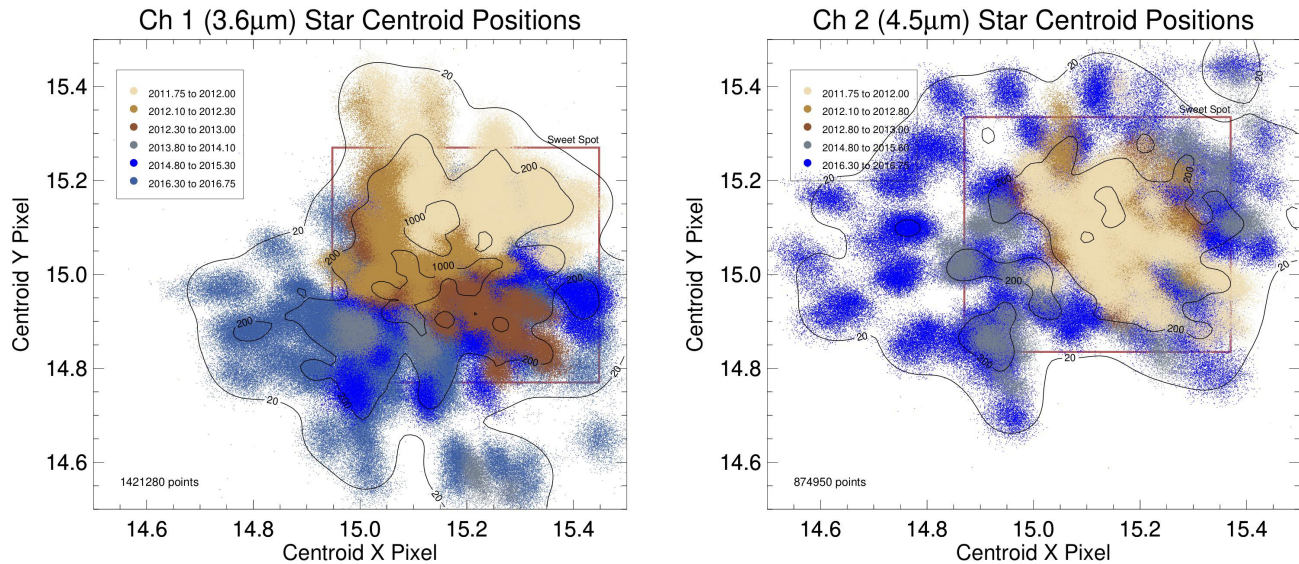 Ch 1 (3.6μm) Star Centroid Positions
15.4
15.2
15.0
14.8
14.6
Centroid Y Pixel
2011.75 to 2012.00
2012.10 to 2012.30
2012.30 to 2013.00
2013.80 to 2014.10
2014.80 to 2015.30
2016.30 to 2016.75
Sweet Spot
20
200
1000
20
200
1000
200
200
200
20
20
20
1421280 points
14.6 14.8 15.0 15.2 15.4
Centroid X Pixel
Ch 2 (4.5μm) Star Centroid Positions
15.4
15.2
15.0
14.8
14.6
Centroid Y Pixel
2011.75 to 2012.00
2012.10 to 2012.80
2012.80 to 2013.00
2014.80 to 2015.60
2016.30 to 2016.75
Sweet Spot
20
20
20
200
200
200
200
20
20
874950 points
14.6 14.8 15.0 15.2 15.4
Centroid X Pixel